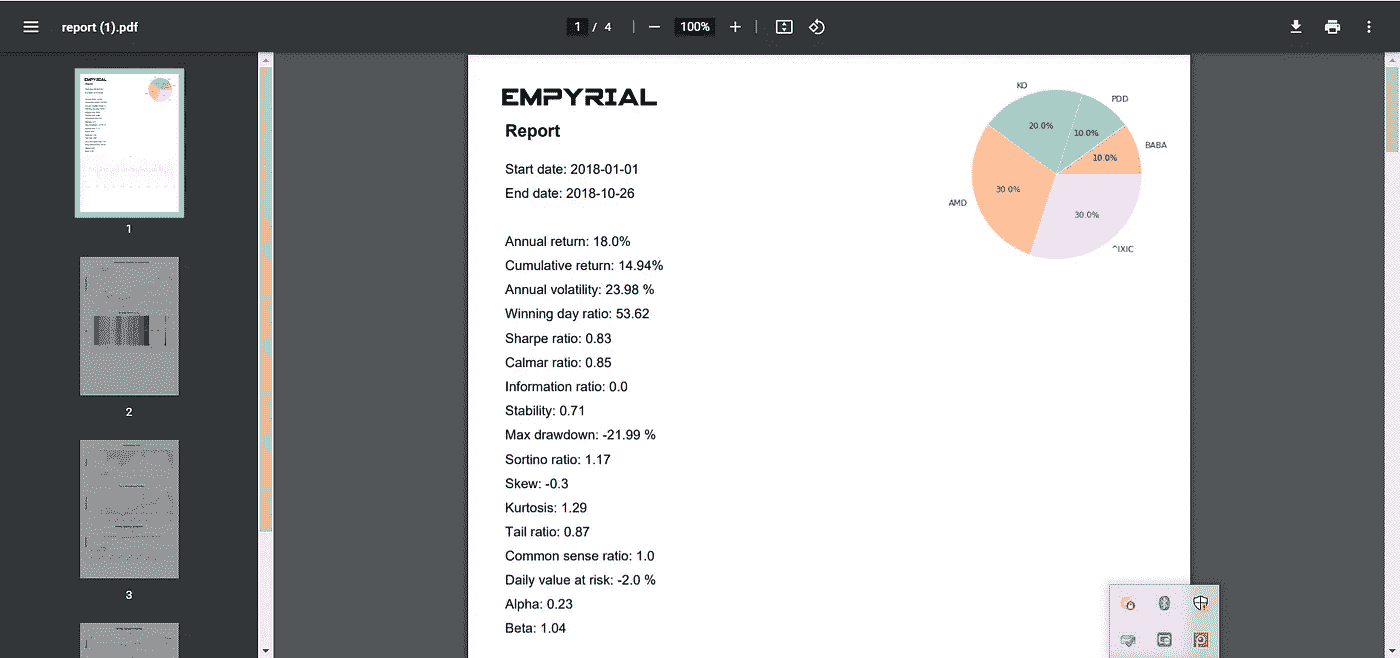 report (1).pdf
1 / 4
100%
1
2
3
EMPYRIAL
Report
Start date: 2018-01-01
End date: 2018-10-26
Annual return: 18.0%
Cumulative return: 14.94%
Annual volatility: 23.98 %
Winning day ratio: 53.62
Sharpe ratio: 0.83
Calmar ratio: 0.85
Information ratio: 0.0
Stability: 0.71
Max drawdown: -21.99 %
Sortino ratio: 1.17
Skew: -0.3
Kurtosis: 1.29
Tail ratio: 0.87
Common sense ratio: 1.0
Daily value at risk: -2.0 %
Alpha: 0.23
Beta: 1.04
KO
PDD
20.0%
10.0%
BABA
10.0%
30.0%
AMD
30.0%
^IXIC